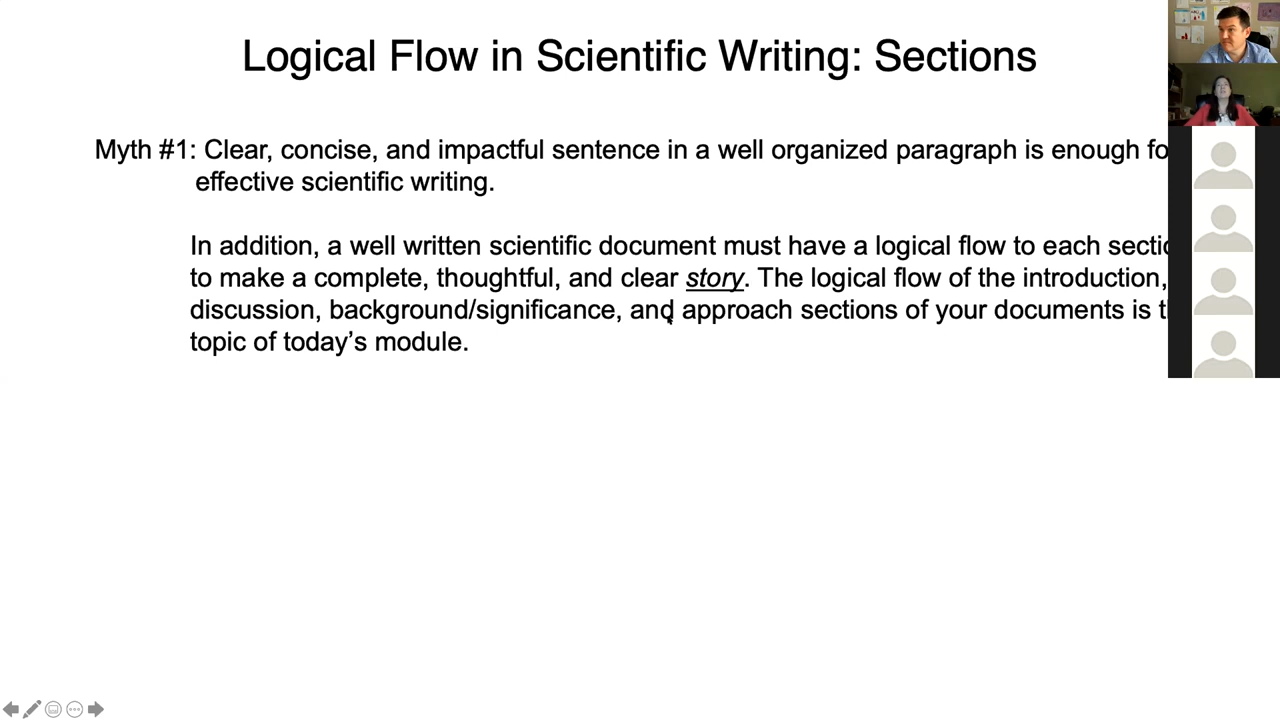 Logical Flow in Scientific Writing: Sections
Myth #1: Clear, concise, and impactful sentence in a well organized paragraph is enough
effective scientific writing.
In addition, a well written scientific document must have a logical flow to each
to make a complete, thoughtful, and clear story. The logical flow of the introduction,
discussion, background/significance, and approach sections of your documents is
topic of today’s module.